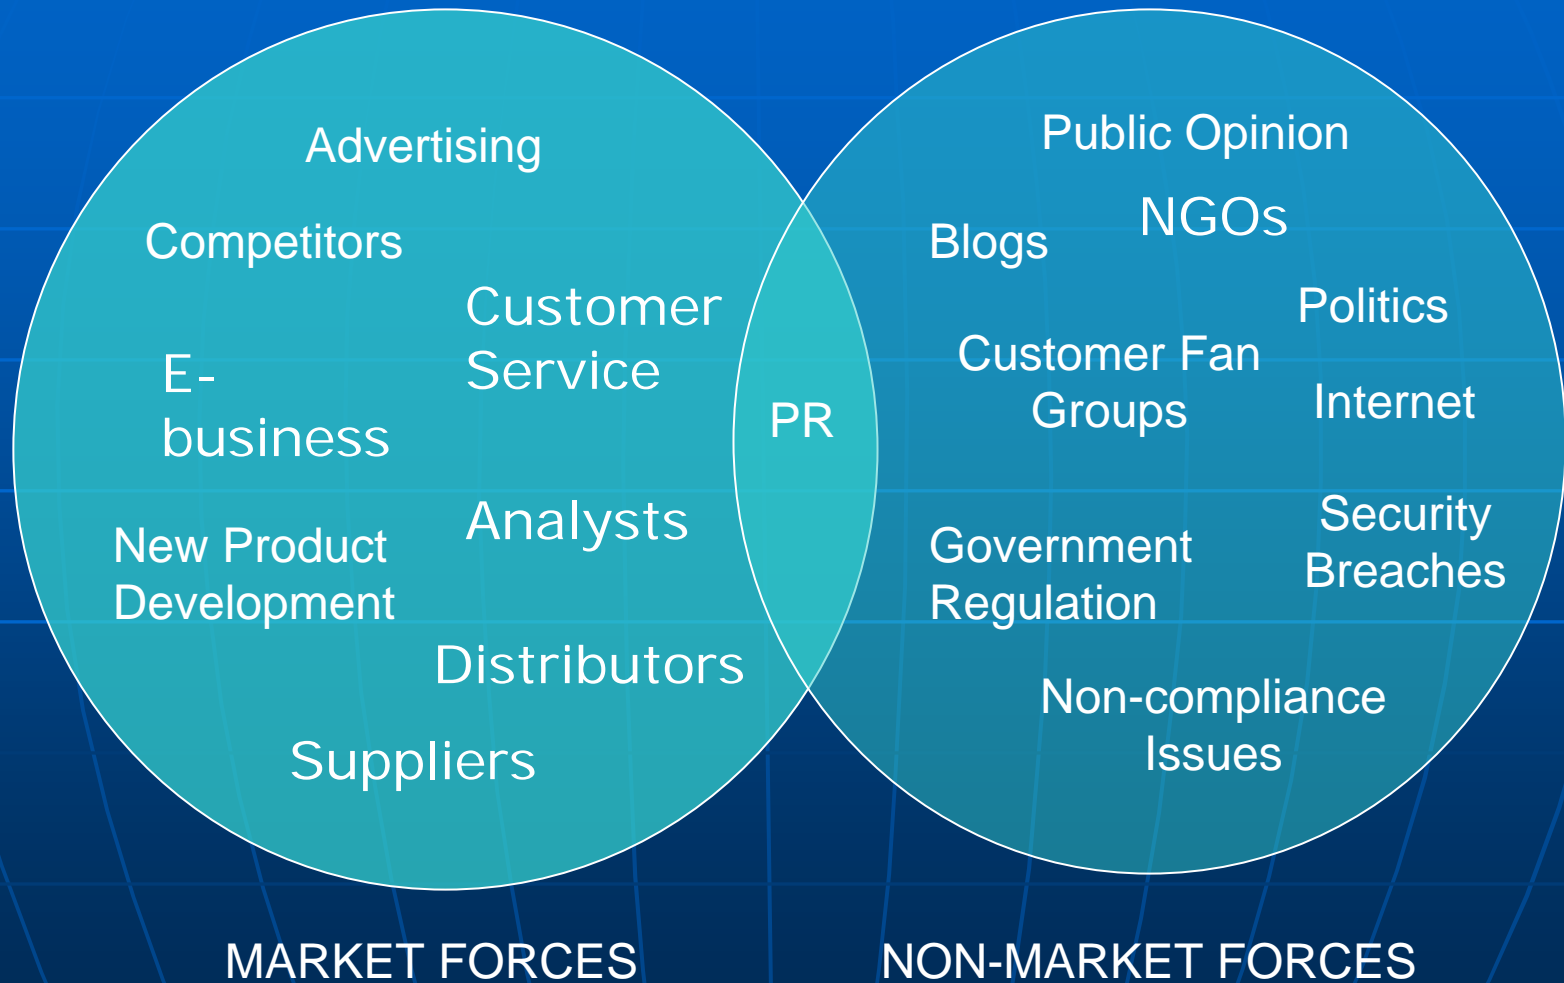 Advertising
Competitors
Customer
Service
E-
business
Analysts
New Product
Development
Distributors
Suppliers
PR
Public Opinion
NGOs
Blogs
Politics
Customer Fan
Groups
Internet
Security
Breaches
Government
Regulation
Non-compliance
Issues
MARKET FORCES
NON-MARKET FORCES